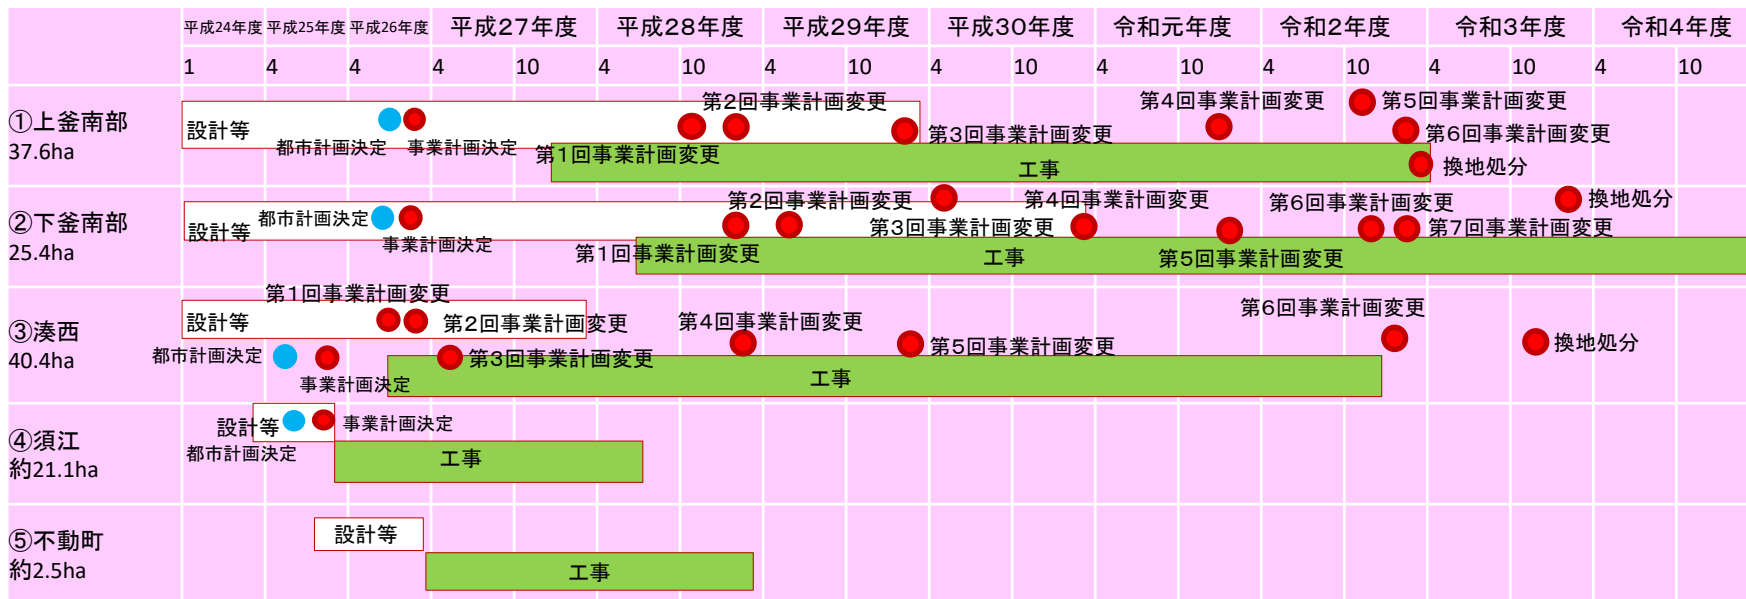 平成24年度 平成25年度 平成26年度 平成27年度 平成28年度 平成29年度 平成30年度 令和元年度 令和2年度 令和3年度 令和4年度
1 4 4 4 10 4 10 4 10 4 10 4 10 4 10 4 10 4 10
①上釜南部
37.6ha
設計等
都市計画決定
事業計画決定
第1回事業計画変更
第2回事業計画変更
第3回事業計画変更
第4回事業計画変更
第5回事業計画変更
第6回事業計画変更
工事
換地処分
②下釜南部
25.4ha
設計等
都市計画決定
事業計画決定
第1回事業計画変更
第2回事業計画変更
第3回事業計画変更
第4回事業計画変更
第5回事業計画変更
第6回事業計画変更
第7回事業計画変更
換地処分
工事
③湊西
40.4ha
設計等
都市計画決定
事業計画決定
第1回事業計画変更
第2回事業計画変更
第3回事業計画変更
第4回事業計画変更
第5回事業計画変更
第6回事業計画変更
換地処分
工事
④須江
約21.1ha
設計等
都市計画決定
事業計画決定
工事
⑤不動町
約2.5ha
設計等
工事